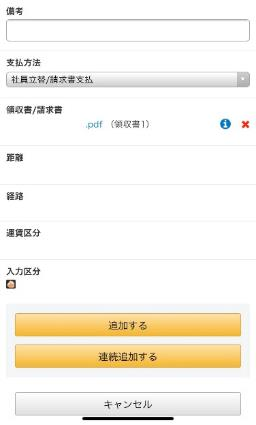 備考
支払方法
社員立替/請求書支払
領収書/請求書
.pdf （領収書1）
距離
経路
運賃区分
入力区分
追加する
連続追加する
キャンセル